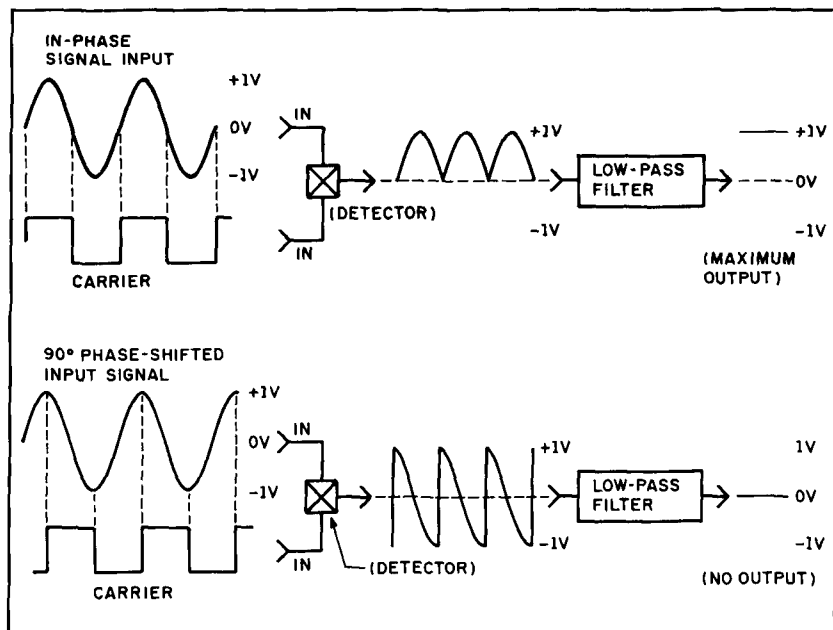 IN-PHASE
SIGNAL INPUT
+1V
0V
-1V
CARRIER
IN
IN
(DETECTOR)
+1V
-1V
LOW-PASS
FILTER
+1V
0V
-1V
(MAXIMUM
OUTPUT)
90° PHASE-SHIFTED
INPUT SIGNAL
+1V
0V
-1V
CARRIER
IN
IN
(DETECTOR)
+1V
-1V
LOW-PASS
FILTER
1V
0V
-1V
(NO OUTPUT)